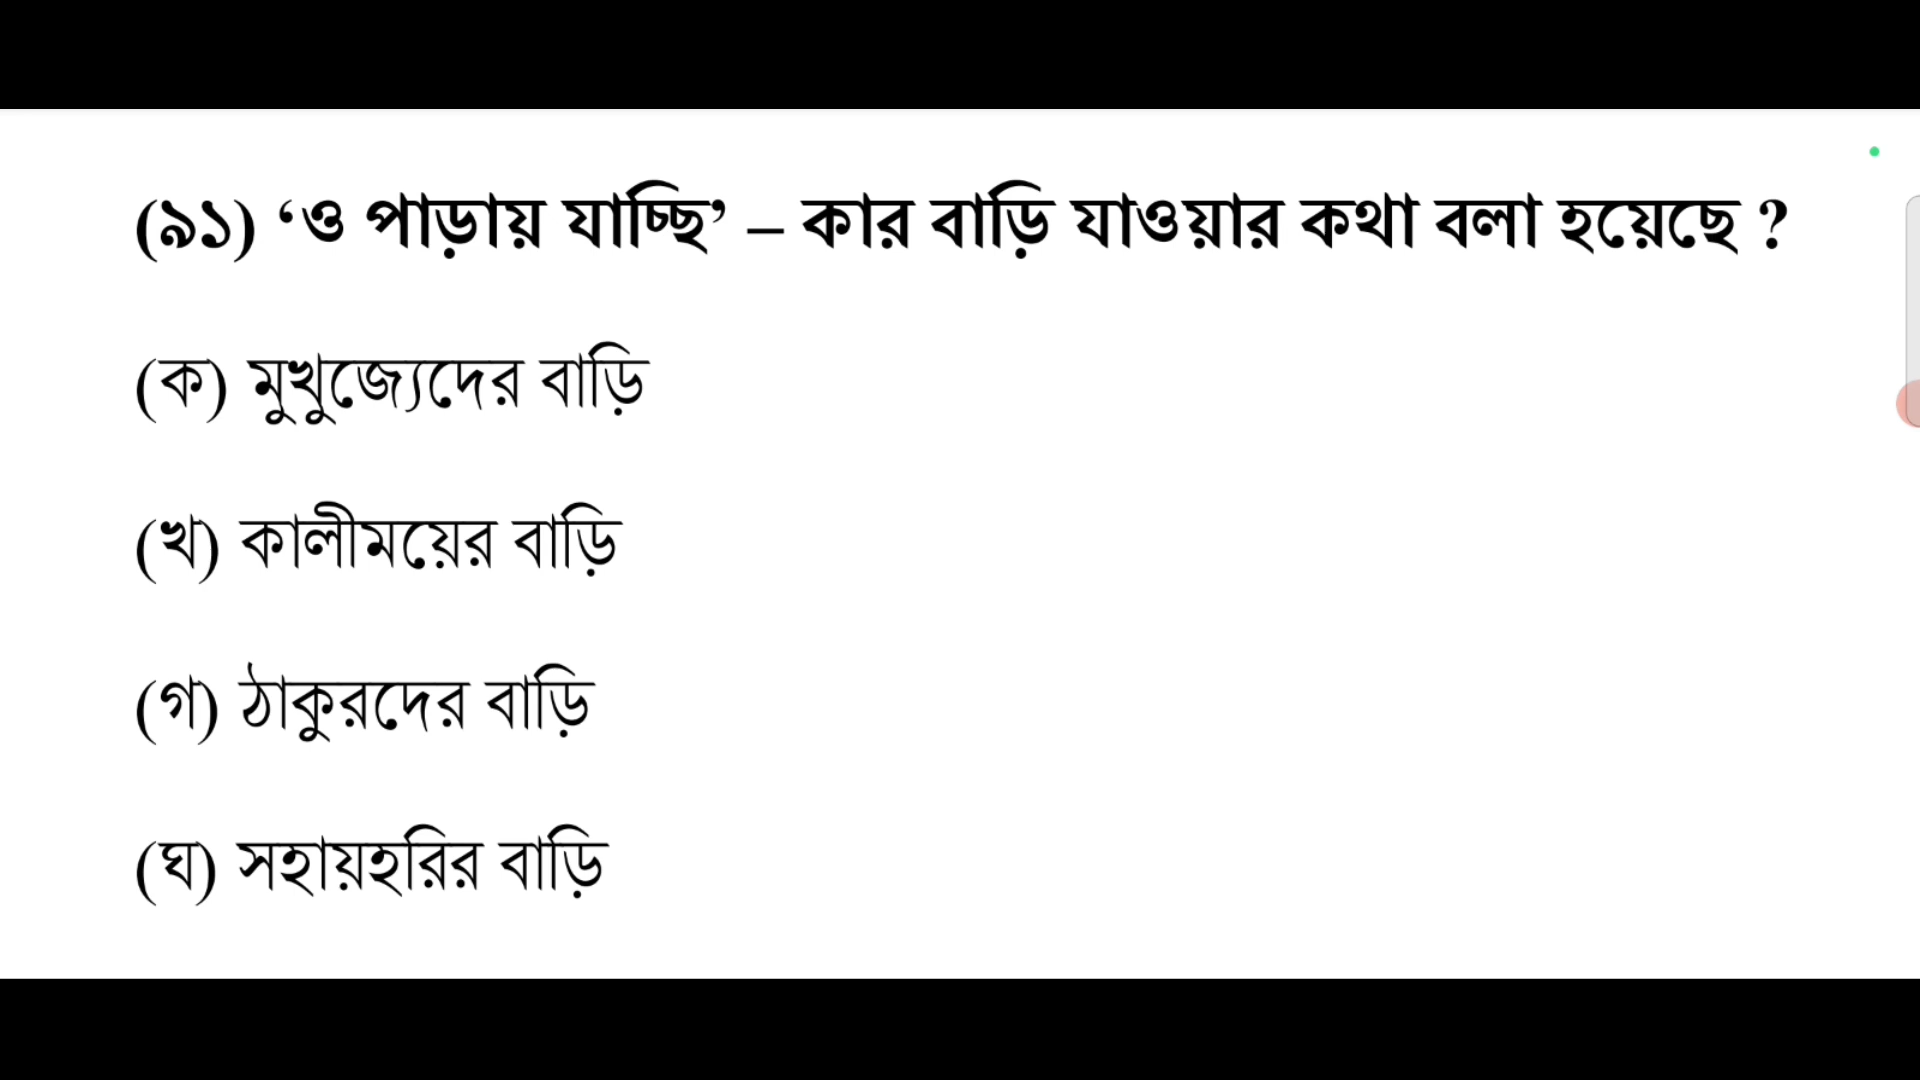 (৯১) ‘ও পাড়ায় যাচ্ছি’ – কার বাড়ি যাওয়ার কথা বলা হয়েছে ?
(ক) মুখুজ্যেদের বাড়ি
(খ) কালীময়ের বাড়ি
(গ) ঠাকুরদের বাড়ি
(ঘ) সহায়হরির বাড়ি